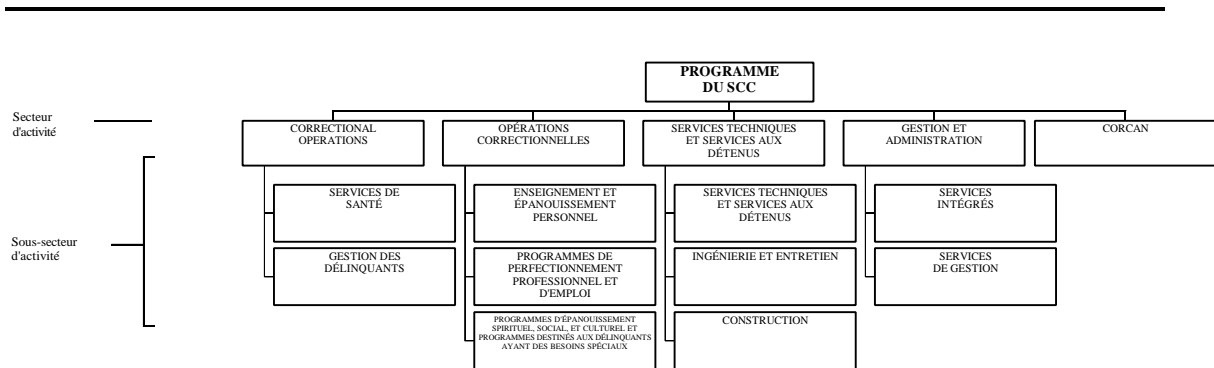 PROGRAMME
DU SCC
Secteur
d'activité
CORRECTIONAL
OPERATIONS
OPÉRATIONS
CORRECTIONNELLES
SERVICES TECHNIQUES
ET SERVICES AUX
DÉTENUS
GESTION ET
ADMINISTRATION
CORCAN
Sous-secteur
d'activité
SERVICES DE
SANTÉ
ENSEIGNEMENT ET
ÉPANOUISSEMENT
PERSONNEL
SERVICES TECHNIQUES
ET SERVICES AUX
DÉTENUS
SERVICES
INTÉGRÉS
GESTION DES
DÉLINQUANTS
PROGRAMMES DE
PERFECTIONNEMENT
PROFESSIONNEL ET
D'EMPLOI
INGÉNIERIE ET ENTRETIEN
SERVICES
DE GESTION
PROGRAMMES D'ÉPANOUISSEMENT
SPIRITUEL, SOCIAL, ET CULTUREL ET
PROGRAMMES DESTINÉS AUX DÉLINQUANTS
AYANT DES BESOINS SPÉCIAUX
CONSTRUCTION